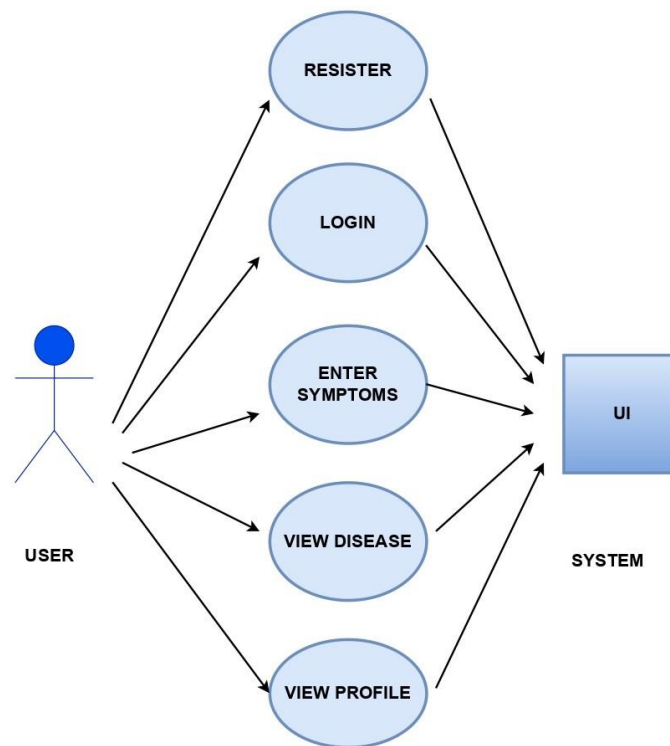 RESISTER
LOGIN
ENTER
SYMPTOMS
UI
VIEW DISEASE
USER
SYSTEM
VIEW PROFILE